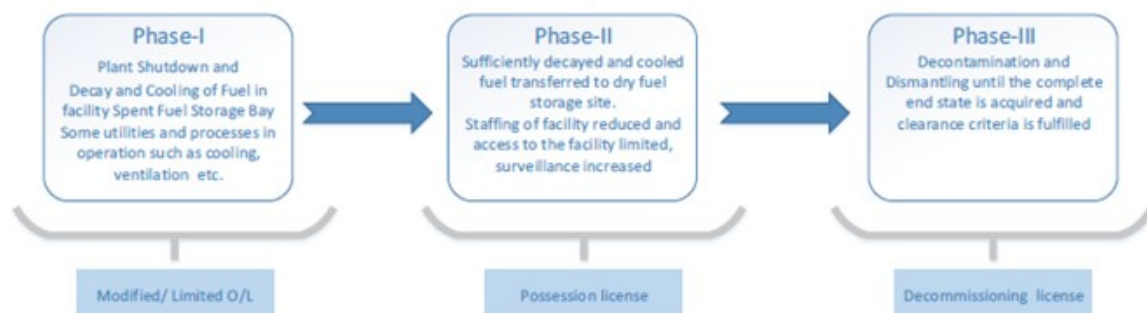 Phase-I
Plant Shutdown and
Decay and Cooling of Fuel in
facility Spent Fuel Storage Bay
Some utilities and processes in
operation such as cooling,
ventilation etc.
Phase-II
Sufficiently decayed and cooled
fuel transferred to dry fuel
storage site.
Staffing of facility reduced and
access to the facility limited,
surveillance increased
Phase-III
Decontamination and
Dismantling until the complete
end state is acquired and
clearance criteria is fulfilled
Modified/ Limited O/L
Possession license
Decommissioning license